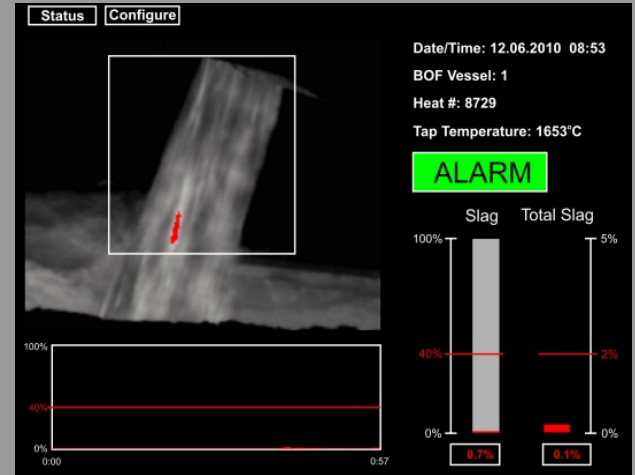 Status Configure
Date/Time: 12.06.2010 08:53
BOF Vessel: 1
Heat #: 8729
Tap Temperature: 1653°C
ALARM
Slag Total Slag
100% 5%
40% 2%
0% 0%
0.7% 0.1%
100%
40%
0%
0:00 0:57